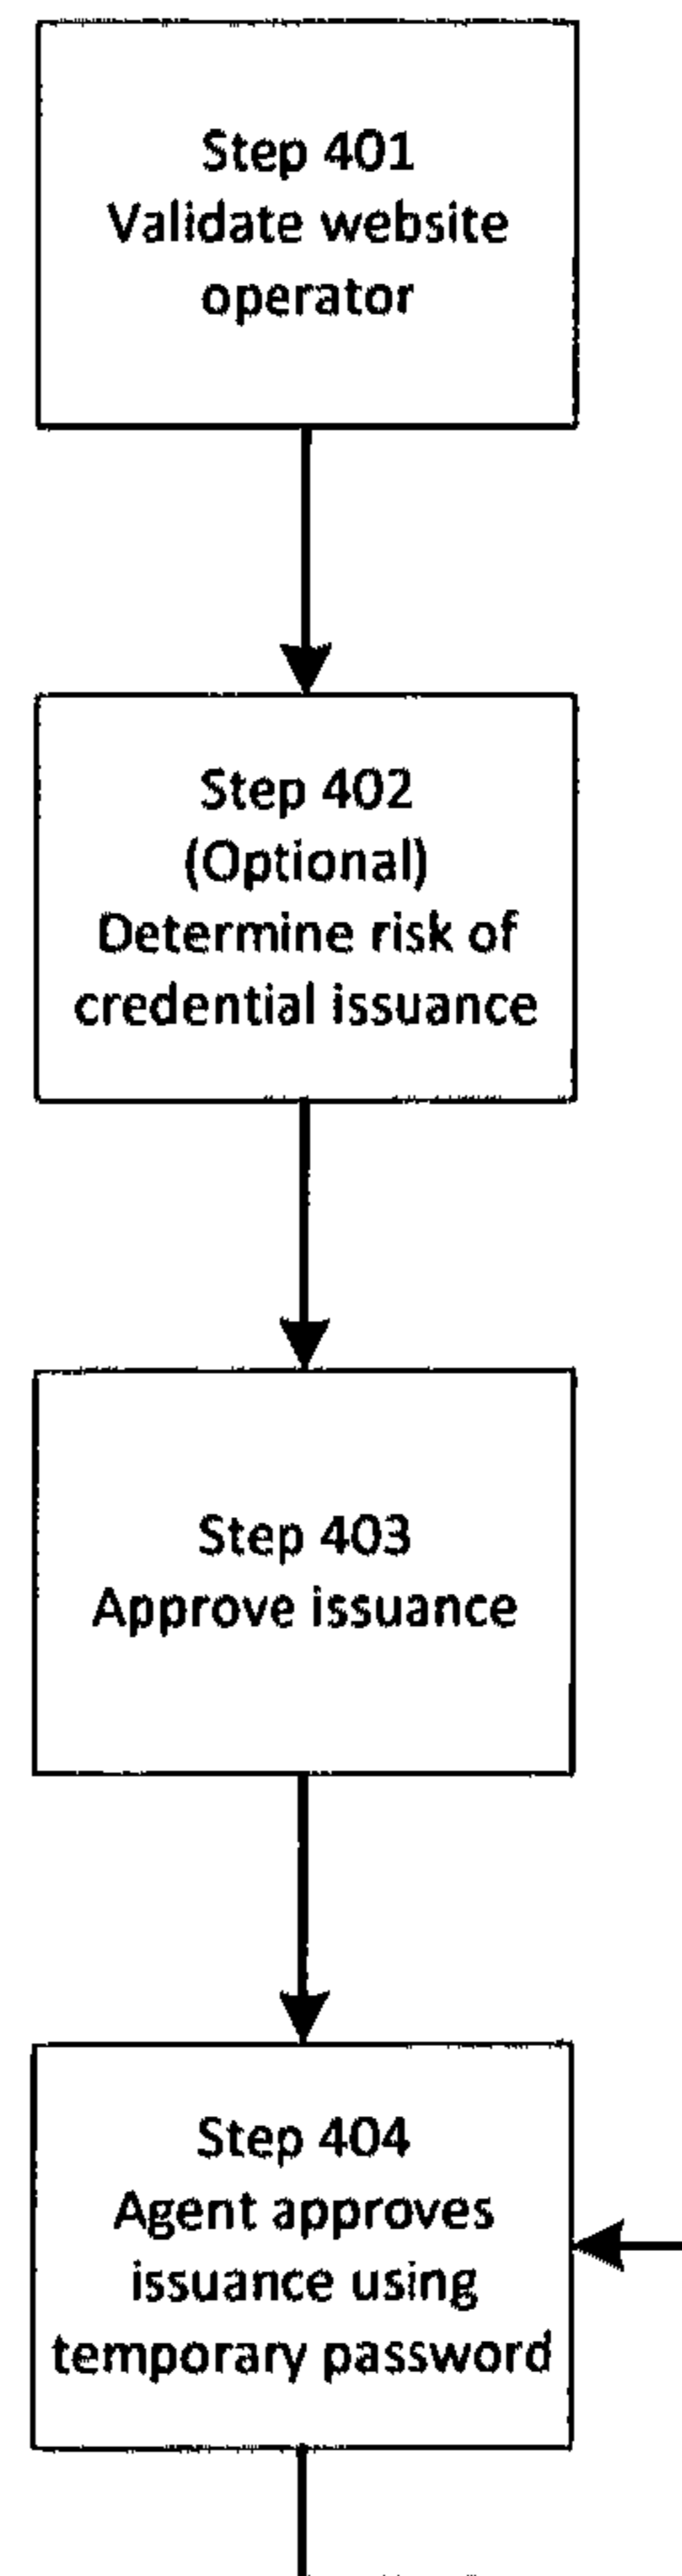 Step 401
Validate website
operator
Step 402
(Optional)
Determine risk of
credential issuance
Step 403
Approve issuance
Step 404
Agent approves
issuance using
temporary password